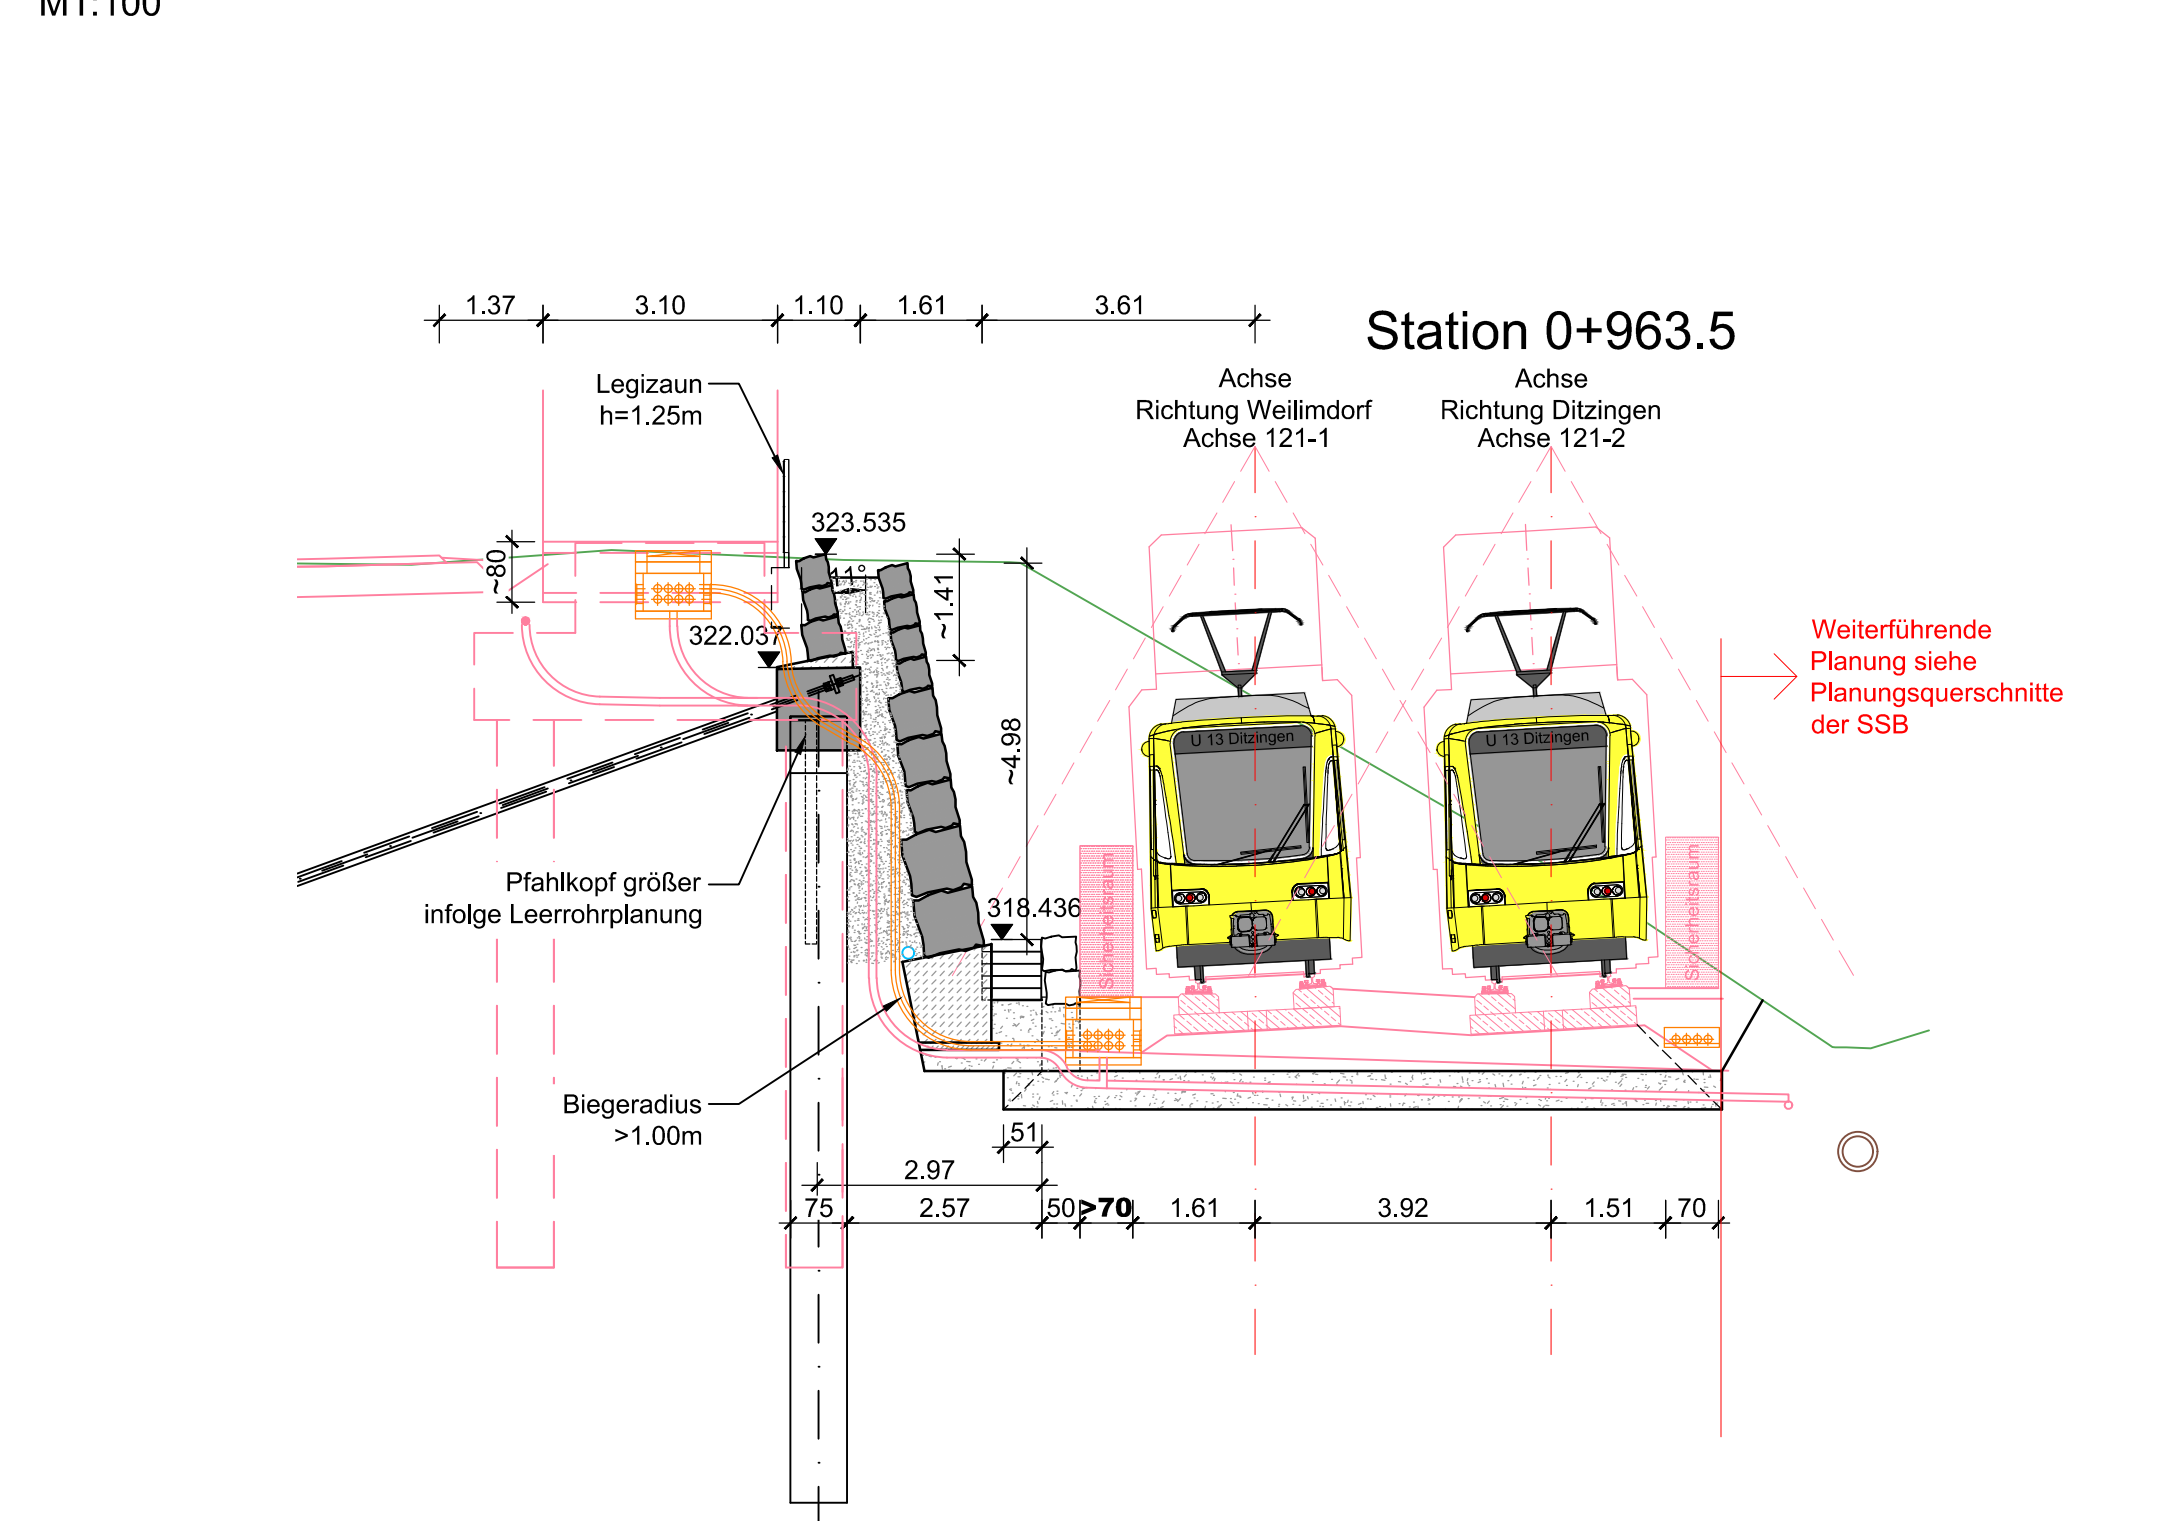 M1:100
1.37
3.10
1.10
1.61
3.61
Station 0+963.5
Legizaun
h=1.25m
Achse
Richtung Weilimdorf
Achse 121-1
Achse
Richtung Ditzingen
Achse 121-2
323.535
~80
11°
~1.41
322.037
Weiterführende
Planung siehe
Planungsquerschnitte
der SSB
~4.98
U 13 Ditzingen
U 13 Ditzingen
Pfahlkopf größer
infolge Leerrohrplanung
318.436
Sicherheitsraum
Sicherheitsraum
Biegeradius
>1.00m
51
2.97
75
2.57
50
>70
1.61
3.92
1.51
70